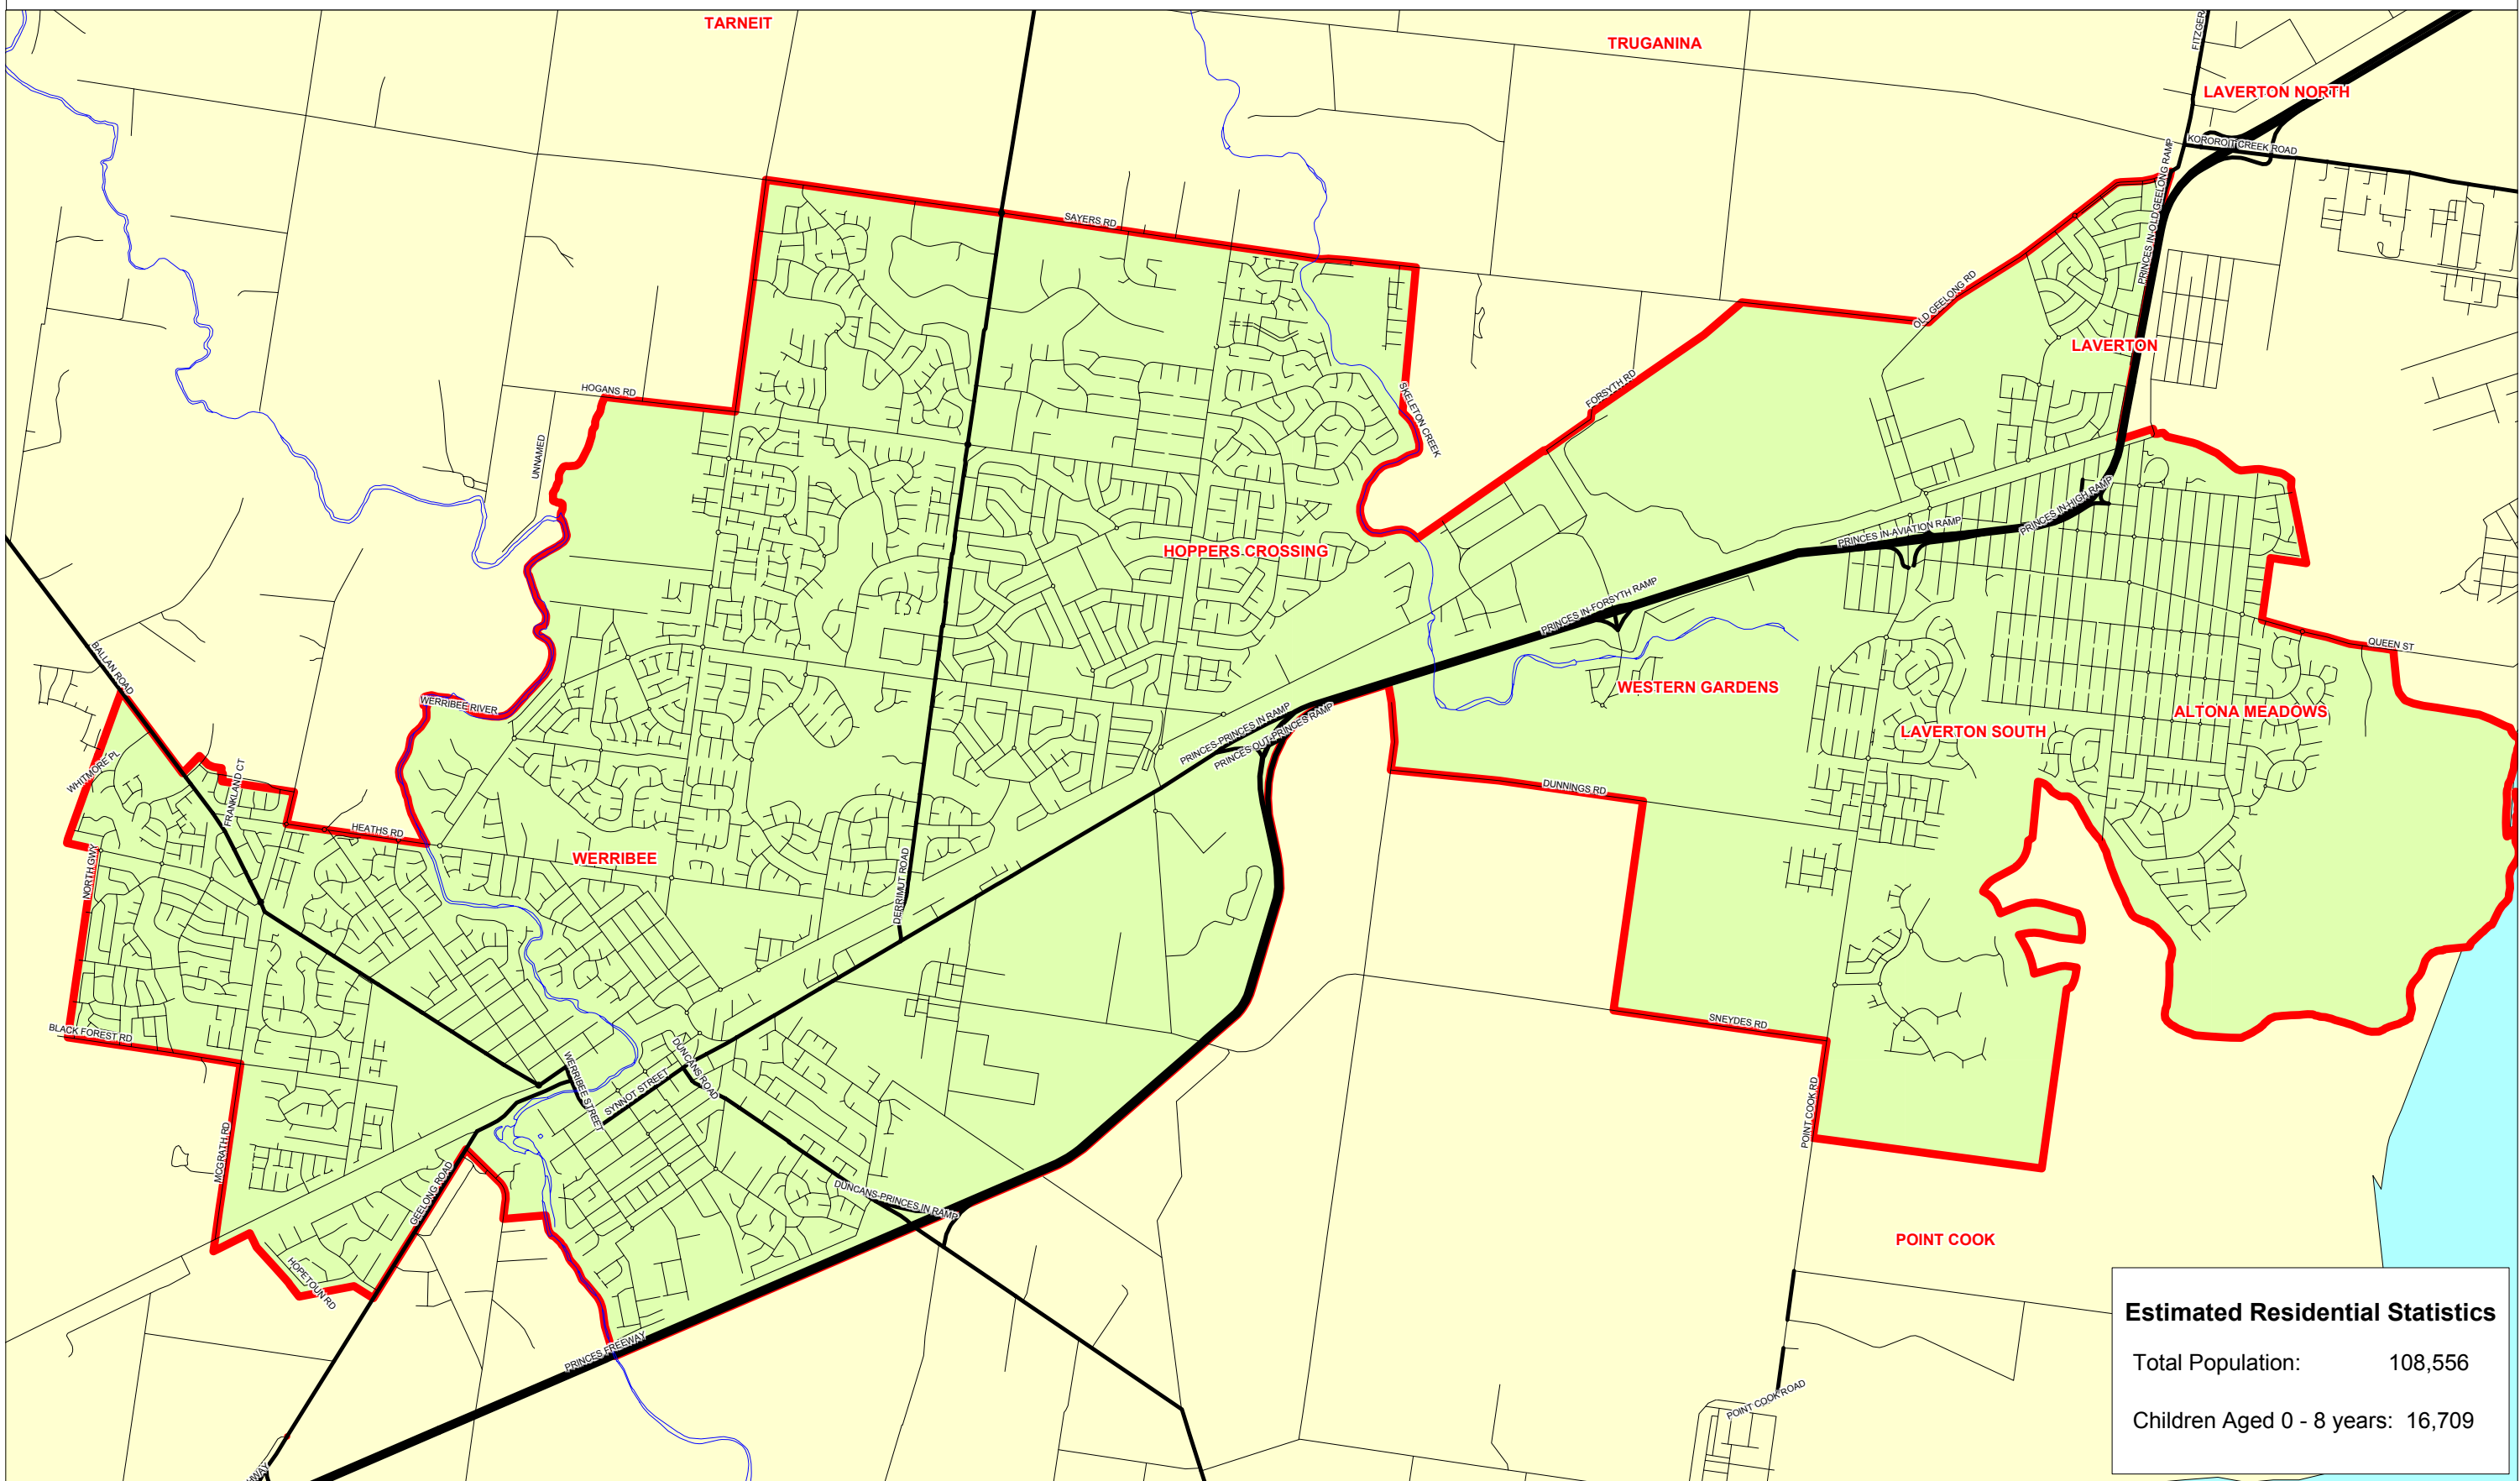 TARNEIT
TRUGANINA
FITZGER
LAVERTON NORTH
KOROROIT CREEK ROAD
PRINCES IN-OLD GEELONG RAMP
SAYERS RD
OLD GEELONG RD
LAVERTON
HOGANS RD
FORSYTH RD
SKELETON CREEK
UNNAMED
PRINCES IN-HIGH RAMP
PRINCES IN-AVIATION RAMP
HOPPERS CROSSING
PRINCES IN-FORSYTH RAMP
QUEEN ST
BALLAN ROAD
WESTERN GARDENS
WERRIBEE RIVER
ALTONA MEADOWS
LAVERTON SOUTH
PRINCES-PRINCES IN RAMP
PRINCES OUT-PRINCES RAMP
WHITMORE PL
FRANKLAND CT
DUNNINGS RD
HEATHS RD
WERRIBEE
NORTH GWY
DERRIMUT ROAD
SNEYDES RD
BLACK FOREST RD
DUNCANS ROAD
WERRIBEE STREET
SYNNOT STREET
POINT COOK RD
MCGRATH RD
GEELONG ROAD
DUNCANS-PRINCES IN RAMP
POINT COOK
HOPETOUN RD
PRINCES FREEWAY
POINT COOK ROAD
HWAY
Estimated Residential Statistics
Total Population: 108,556
Children Aged 0 - 8 years: 16,709